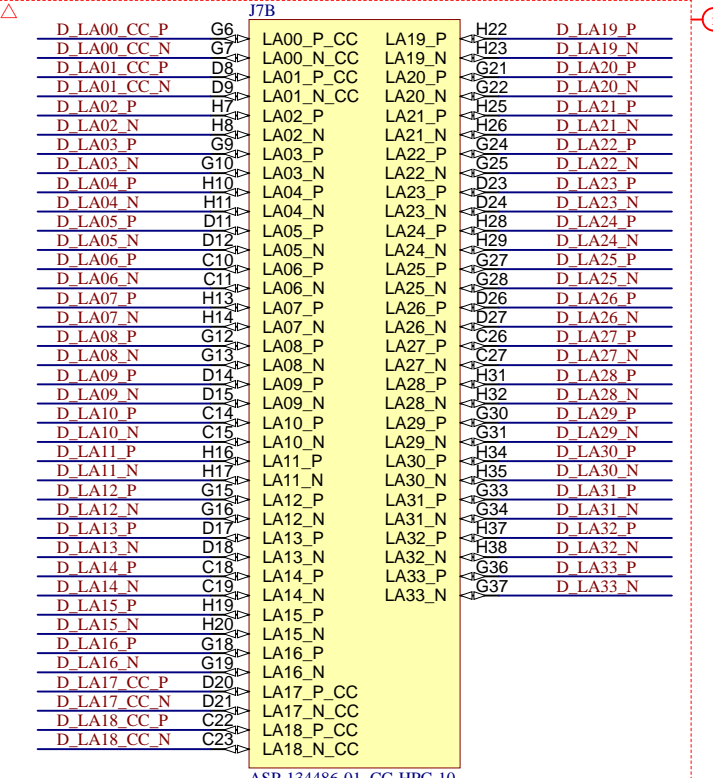 J7B
D_LA00_CC_P G6 LA00_P_CC LA19_P H22 D_LA19_P
D_LA00_CC_N G7 LA00_N_CC LA19_N H23 D_LA19_N
D_LA01_CC_P D8 LA01_P_CC LA20_P G21 D_LA20_P
D_LA01_CC_N D9 LA01_N_CC LA20_N G22 D_LA20_N
D_LA02_P H7 LA02_P LA21_P H25 D_LA21_P
D_LA02_N H8 LA02_N LA21_N H26 D_LA21_N
D_LA03_P G9 LA03_P LA22_P G24 D_LA22_P
D_LA03_N G10 LA03_N LA22_N G25 D_LA22_N
D_LA04_P H10 LA04_P LA23_P D23 D_LA23_P
D_LA04_N H11 LA04_N LA23_N D24 D_LA23_N
D_LA05_P D11 LA05_P LA24_P H28 D_LA24_P
D_LA05_N D12 LA05_N LA24_N H29 D_LA24_N
D_LA06_P C10 LA06_P LA25_P G27 D_LA25_P
D_LA06_N C11 LA06_N LA25_N G28 D_LA25_N
D_LA07_P H13 LA07_P LA26_P D26 D_LA26_P
D_LA07_N H14 LA07_N LA26_N D27 D_LA26_N
D_LA08_P G12 LA08_P LA27_P C26 D_LA27_P
D_LA08_N G13 LA08_N LA27_N C27 D_LA27_N
D_LA09_P D14 LA09_P LA28_P H31 D_LA28_P
D_LA09_N D15 LA09_N LA28_N H32 D_LA28_N
D_LA10_P C14 LA10_P LA29_P G30 D_LA29_P
D_LA10_N C15 LA10_N LA29_N G31 D_LA29_N
D_LA11_P H16 LA11_P LA30_P H34 D_LA30_P
D_LA11_N H17 LA11_N LA30_N H35 D_LA30_N
D_LA12_P G15 LA12_P LA31_P G33 D_LA31_P
D_LA12_N G16 LA12_N LA31_N G34 D_LA31_N
D_LA13_P D17 LA13_P LA32_P H37 D_LA32_P
D_LA13_N D18 LA13_N LA32_N H38 D_LA32_N
D_LA14_P C18 LA14_P LA33_P G36 D_LA33_P
D_LA14_N C19 LA14_N LA33_N G37 D_LA33_N
D_LA15_P H19 LA15_P
D_LA15_N H20 LA15_N
D_LA16_P G18 LA16_P
D_LA16_N G19 LA16_N
D_LA17_CC_P D20 LA17_P_CC
D_LA17_CC_N D21 LA17_N_CC
D_LA18_CC_P C22 LA18_P_CC
D_LA18_CC_N C23 LA18_N_CC